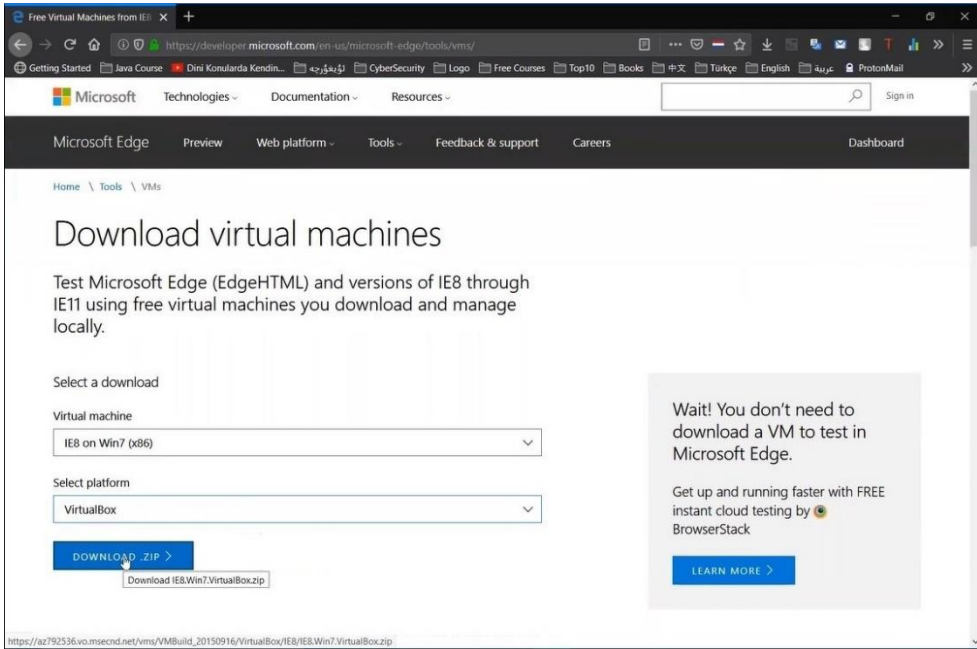 Free Virtual Machines from IE8
https://developer.microsoft.com/en-us/microsoft-edge/tools/vms/
Getting Started Java Course Dini Konularda Kendin... CyberSecurity Logo Free Courses Top10 Books 中文 Türkçe English عربية ProtonMail
Microsoft Technologies Documentation Resources Sign in
Microsoft Edge Preview Web platform Tools Feedback & support Careers Dashboard
Home \ Tools \ VMs
Download virtual machines
Test Microsoft Edge (EdgeHTML) and versions of IE8 through
IE11 using free virtual machines you download and manage
locally.
Select a download
Virtual machine
IE8 on Win7 (x86)
Select platform
VirtualBox
DOWNLOAD .ZIP
Download IE8.Win7.VirtualBox.zip
Wait! You don't need to
download a VM to test in
Microsoft Edge.
Get up and running faster with FREE
instant cloud testing by
BrowserStack
LEARN MORE
https://az792536.vo.msecnd.net/vms/VMBuild_20150916/VirtualBox/IE8/IE8.Win7.VirtualBox.zip